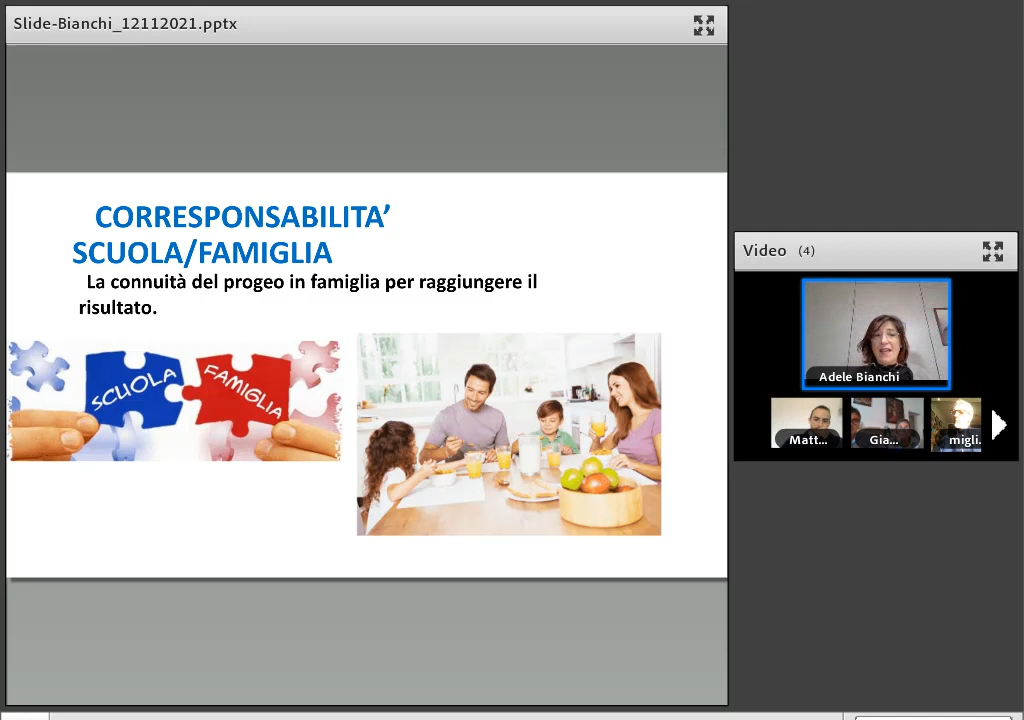 Slide-Bianchi_12112021.pptx
CORRESPONSABILITA’
SCUOLA/FAMIGLIA
La connuità del progeo in famiglia per raggiungere il
risultato.
SCUOLA
FAMIGLIA
Video (4)
Adele Bianchi
Matt...
Gia...
migli.